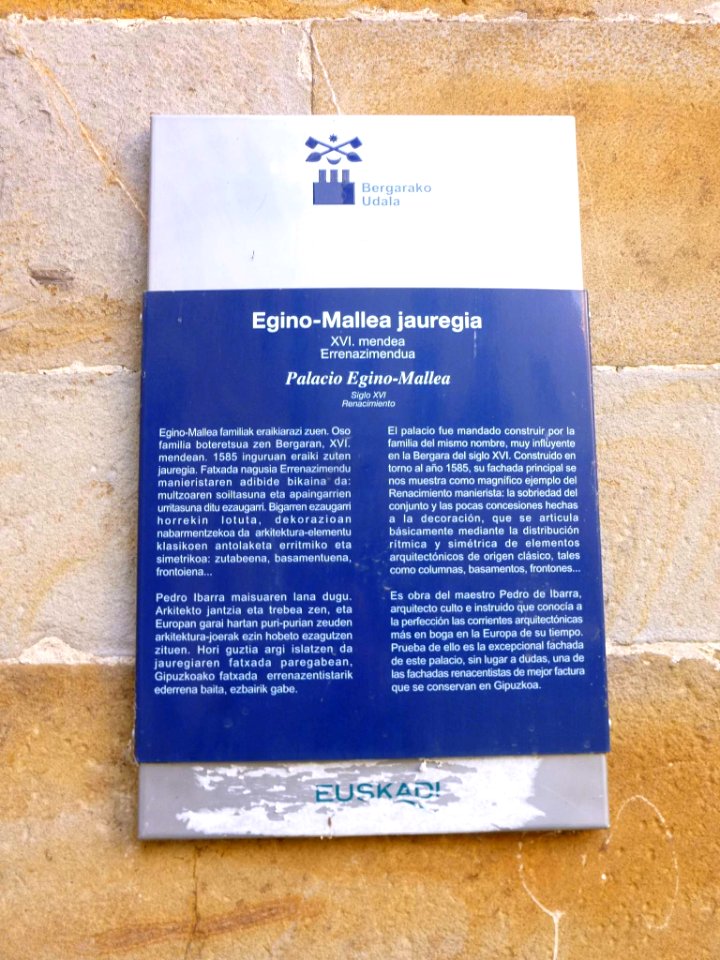 Bergarako
Udala
Egino-Mallea jauregia
XVI. mendea
Errenazimendua
Palacio Egino-Mallea
Siglo XVI
Renacimiento
Egino-Mallea familiak eraikiarazi zuen. Oso
familia boteretsua zen Bergaran, XVI.
mendean. 1585 inguruan eraiki zuten
jauregia. Fatxada nagusia Errenazimendu
manieristaren adibide bikaina da:
multzoaren soiltasuna eta apaingarrien
urritasuna ditu ezaugarri. Bigarren ezaugarri
horrekin lotuta, dekorazioan
nabarmentzekoa da arkitektura-elementu
klasikoen antolaketa erritmiko eta
simetrikoa: zutabeena, basamentuena,
frontoiena...
Pedro Ibarra maisuaren lana dugu.
Arkitekto jantzia eta trebea zen, eta
Europan garai hartan puri-purian zeuden
arkitektura-joerak ezin hobeto ezagutzen
zituen. Hori guztia argi islatzen da
jauregiaren fatxada paregabean,
Gipuzkoako fatxada errenazentistarik
ederrena baita, ezbairik gabe.
El palacio fue mandado construir por la
familia del mismo nombre, muy influyente
en la Bergara del siglo XVI. Construido en
torno al año 1585, su fachada principal se
nos muestra como magnífico ejemplo del
Renacimiento manierista: la sobriedad del
conjunto y las pocas concesiones hechas
a la decoración, que se articula
básicamente mediante la distribución
rítmica y simétrica de elementos
arquitectónicos de origen clásico, tales
como columnas, basamentos, frontones...
Es obra del maestro Pedro de Ibarra,
arquitecto culto e instruido que conocía a
la perfección las corrientes arquitectónicas
más en boga en la Europa de su tiempo.
Prueba de ello es la excepcional fachada
de este palacio, sin lugar a dudas, una de
las fachadas renacentistas de mejor factura
que se conservan en Gipuzkoa.
EUSKADI